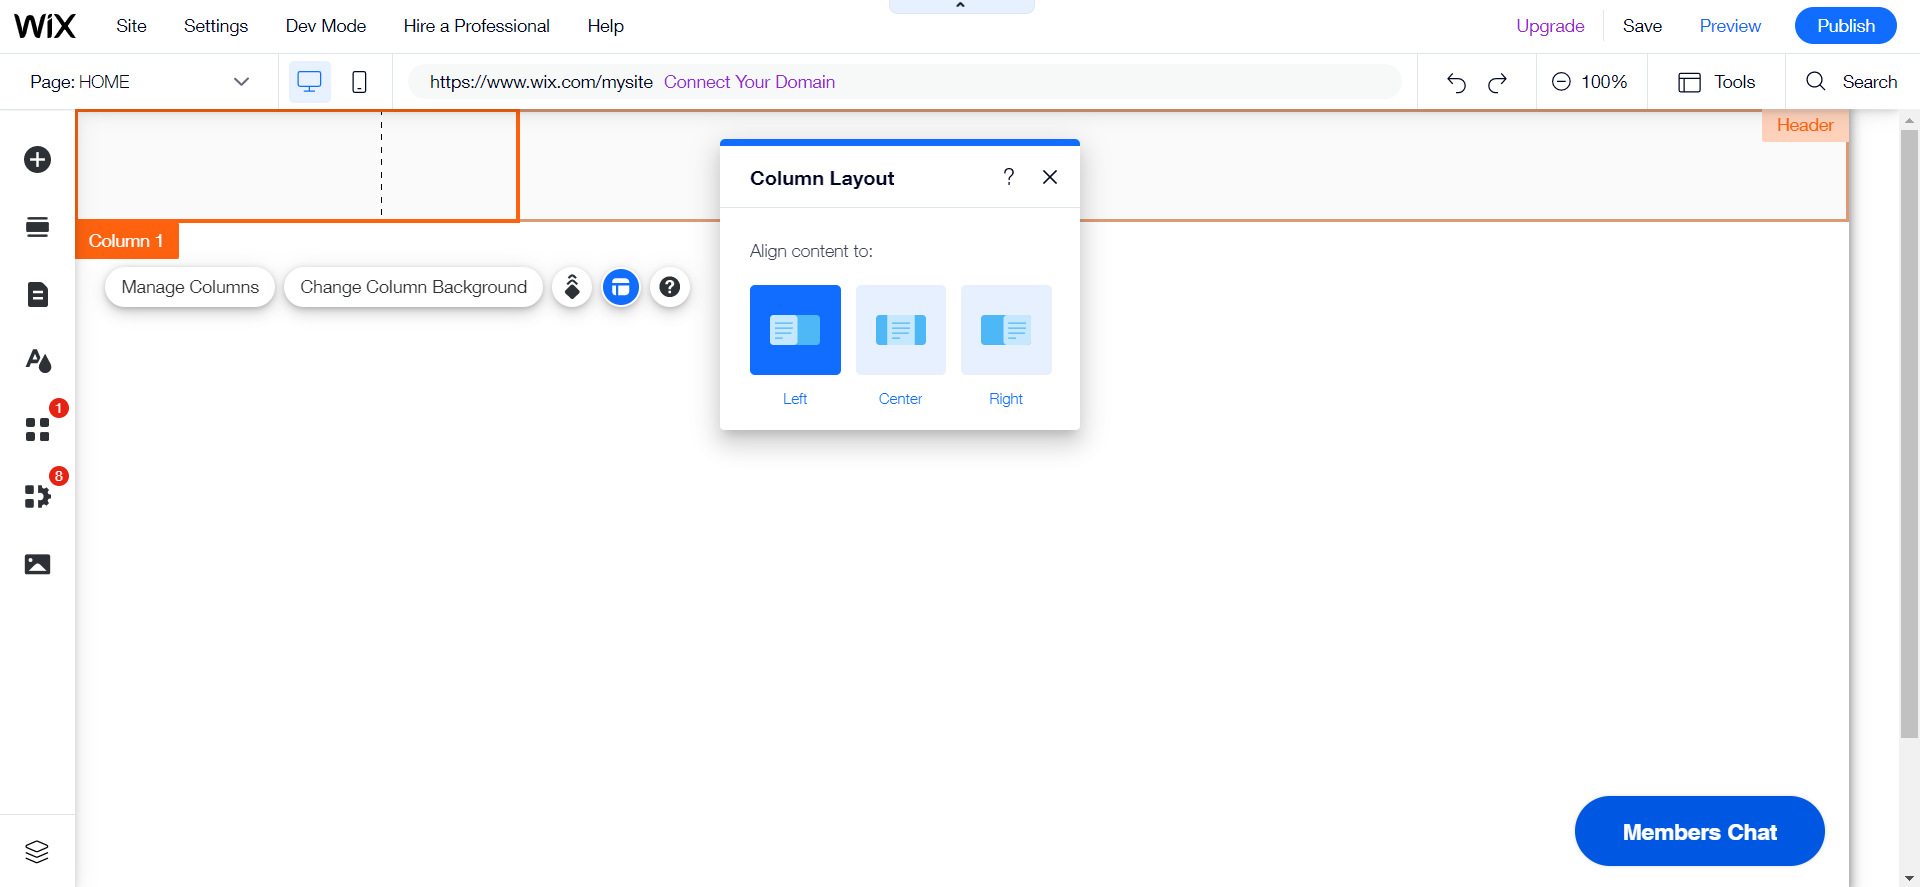 WiX Site Settings Dev Mode Hire a Professional Help Upgrade Save Preview Publish
Page: HOME https://www.wix.com/mysite Connect Your Domain 100% Tools Search
Header
Column Layout ?
Column 1
Align content to:
Manage Columns Change Column Background ?
Left Center Right
1
8
Members Chat